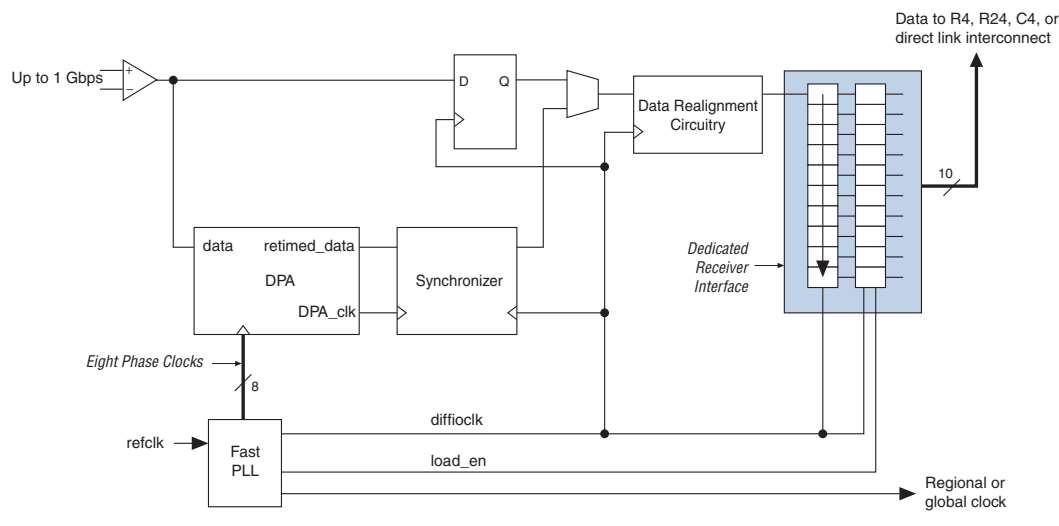 Data to R4, R24, C4, or
direct link interconnect
Up to 1 Gbps
+
−
D Q
Data Realignment
Circuitry
10
data retimed_data
DPA
DPA_clk
Synchronizer
Dedicated
Receiver
Interface
Eight Phase Clocks
8
refclk
Fast
PLL
diffioclk
load_en
Regional or
global clock